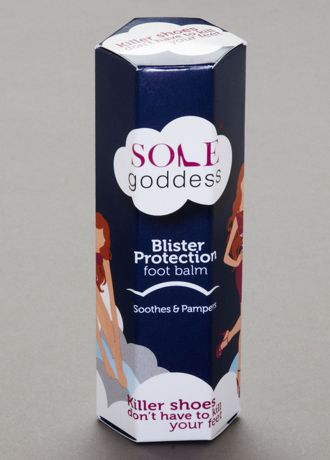 Killer shoes
don't have to kill
your feet
SOLE
goddess
Blister
Protection
foot balm
Soothes & Pampers
Killer shoes
don't have to kill
your feet